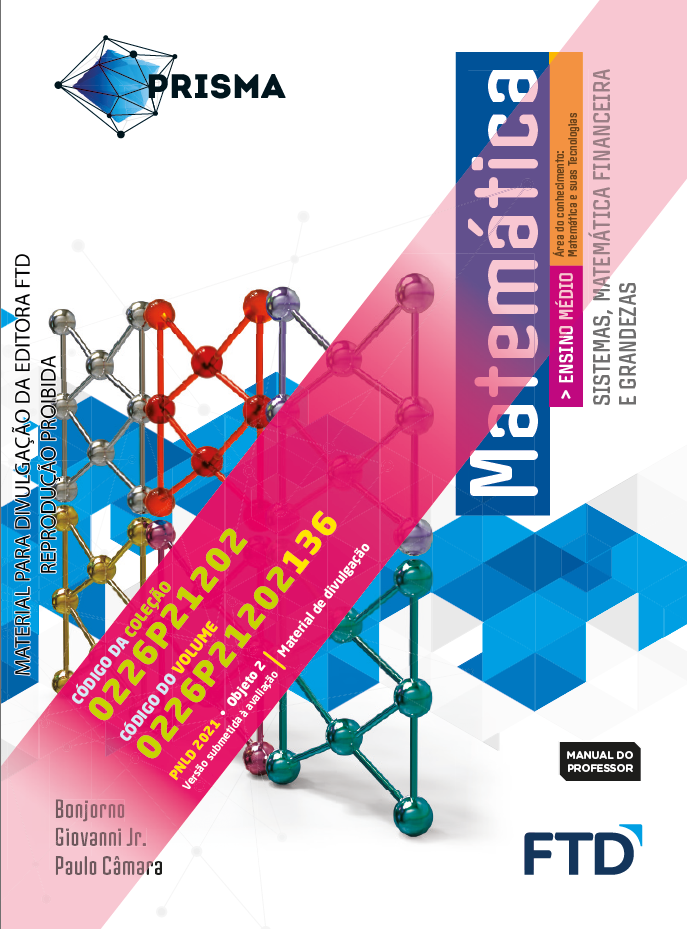 PRISMA
Matemática
Área do conhecimento:
Matemática e suas Tecnologias
> ENSINO MÉDIO
SISTEMAS, MATEMÁTICA FINANCEIRA
E GRANDEZAS
MATERIAL PARA DIVULGAÇÃO DA EDITORA FTD
REPRODUÇÃO PROIBIDA
CÓDIGO DA COLEÇÃO
0226P21202
CÓDIGO DO VOLUME
0226P21202136
PNLD 2021 • Objeto 2
Versão submetida à avaliação
Material de divulgação
MANUAL DO
PROFESSOR
Bonjorno
Giovanni Jr.
Paulo Câmara
FTD